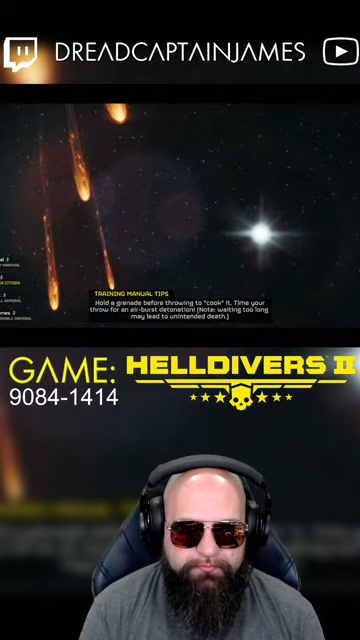 DREADCAPTAINJAMES
TRAINING MANUAL TIPS
Hold a grenade before throwing to "cook" it. Time your
throw for an air-burst detonation! (Note: waiting too long
may lead to unintended death.)
GAME:
HELLDIVERS II
9084-1414